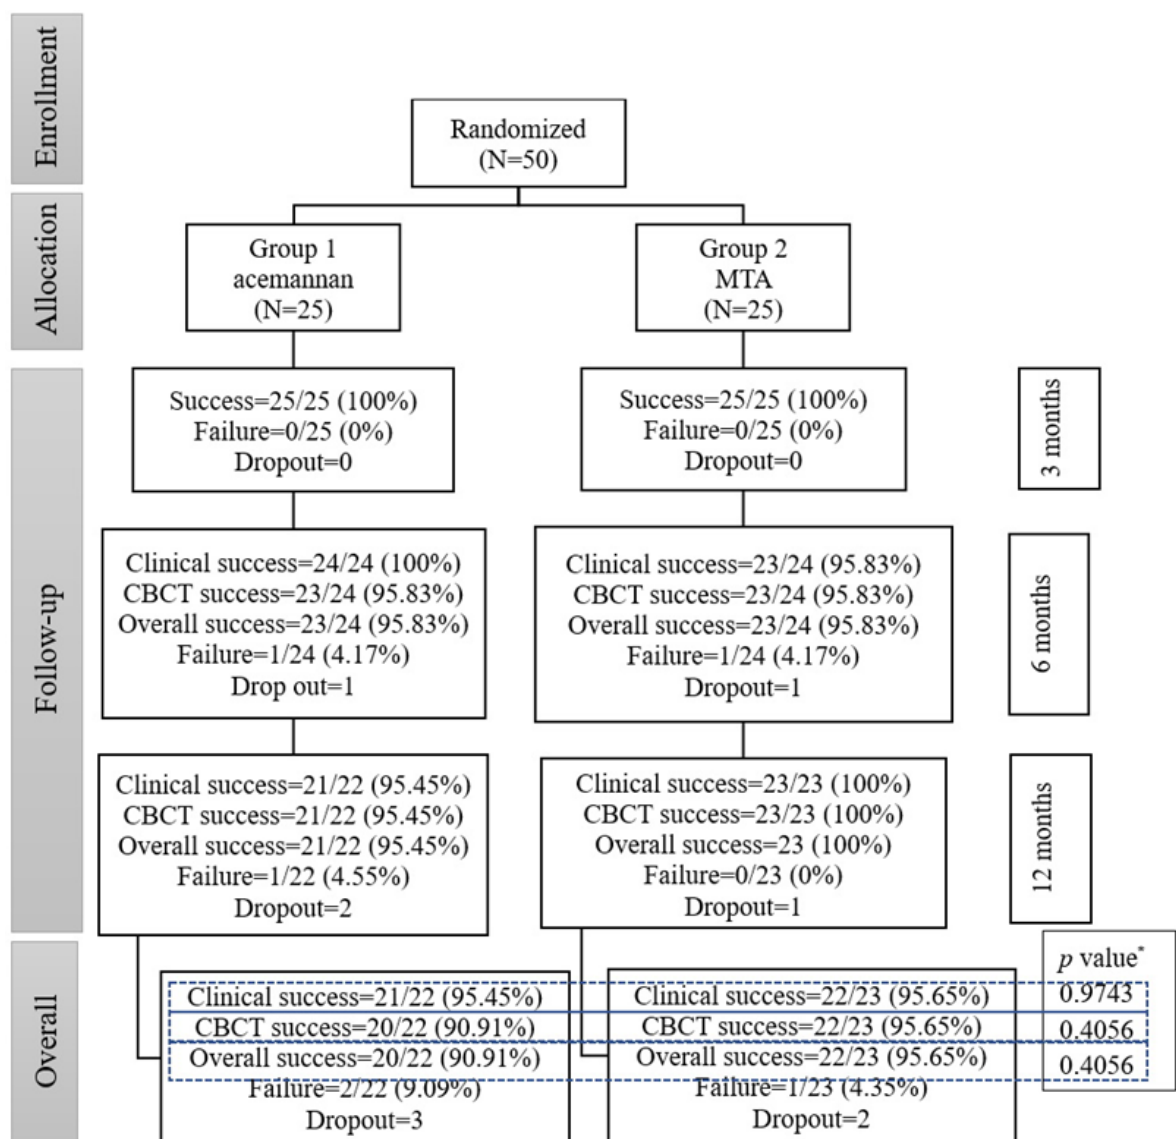 Enrollment
Randomized
(N=50)
Allocation
Group 1
acemannan
(N=25)
Group 2
MTA
(N=25)
Follow-up
Success=25/25 (100%)
Failure=0/25 (0%)
Dropout=0
Success=25/25 (100%)
Failure=0/25 (0%)
Dropout=0
3 months
Clinical success=24/24 (100%)
CBCT success=23/24 (95.83%)
Overall success=23/24 (95.83%)
Failure=1/24 (4.17%)
Drop out=1
Clinical success=23/24 (95.83%)
CBCT success=23/24 (95.83%)
Overall success=23/24 (95.83%)
Failure=1/24 (4.17%)
Dropout=1
6 months
Clinical success=21/22 (95.45%)
CBCT success=21/22 (95.45%)
Overall success=21/22 (95.45%)
Failure=1/22 (4.55%)
Dropout=2
Clinical success=23/23 (100%)
CBCT success=23/23 (100%)
Overall success=23 (100%)
Failure=0/23 (0%)
Dropout=1
12 months
Overall
Clinical success=21/22 (95.45%)
CBCT success=20/22 (90.91%)
Overall success=20/22 (90.91%)
Failure=2/22 (9.09%)
Dropout=3
Clinical success=22/23 (95.65%)
CBCT success=22/23 (95.65%)
Overall success=22/23 (95.65%)
Failure=1/23 (4.35%)
Dropout=2
p value*
0.9743
0.4056
0.4056